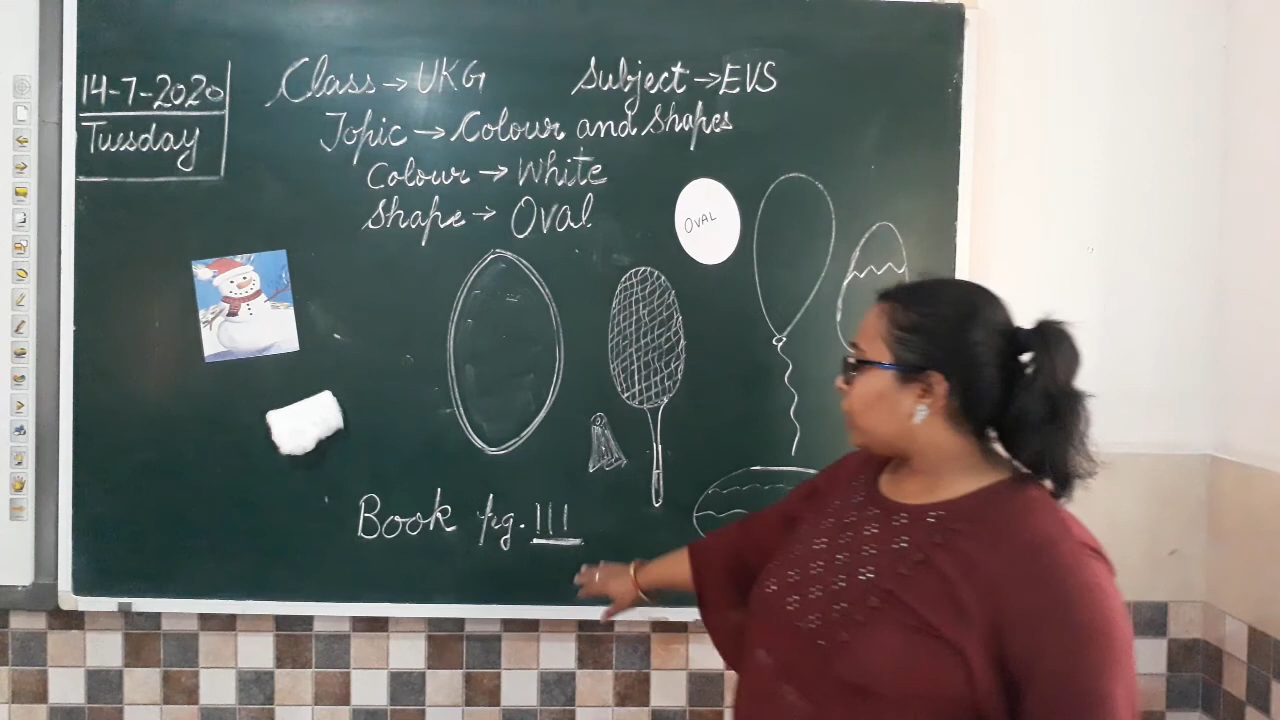 14-7-2020
Tuesday
Class → UKG
Subject → EVS
Topic → Colour and Shapes
Colour → White
Shape → Oval
OVAL
Book pg. 111